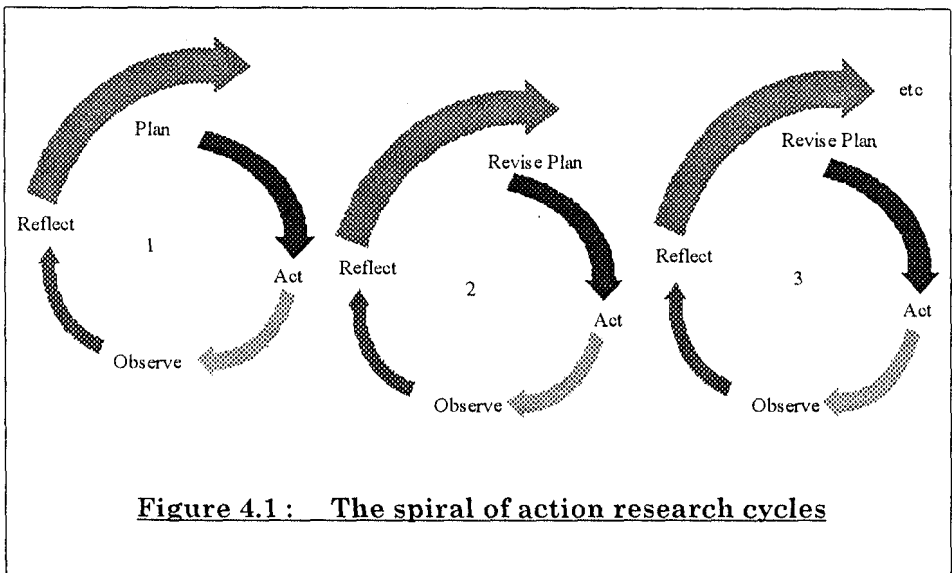 Plan
Act
Observe
Reflect
1
Revise Plan
Act
Observe
Reflect
2
Revise Plan
Act
Observe
Reflect
3
etc
Figure 4.1 : The spiral of action research cycles